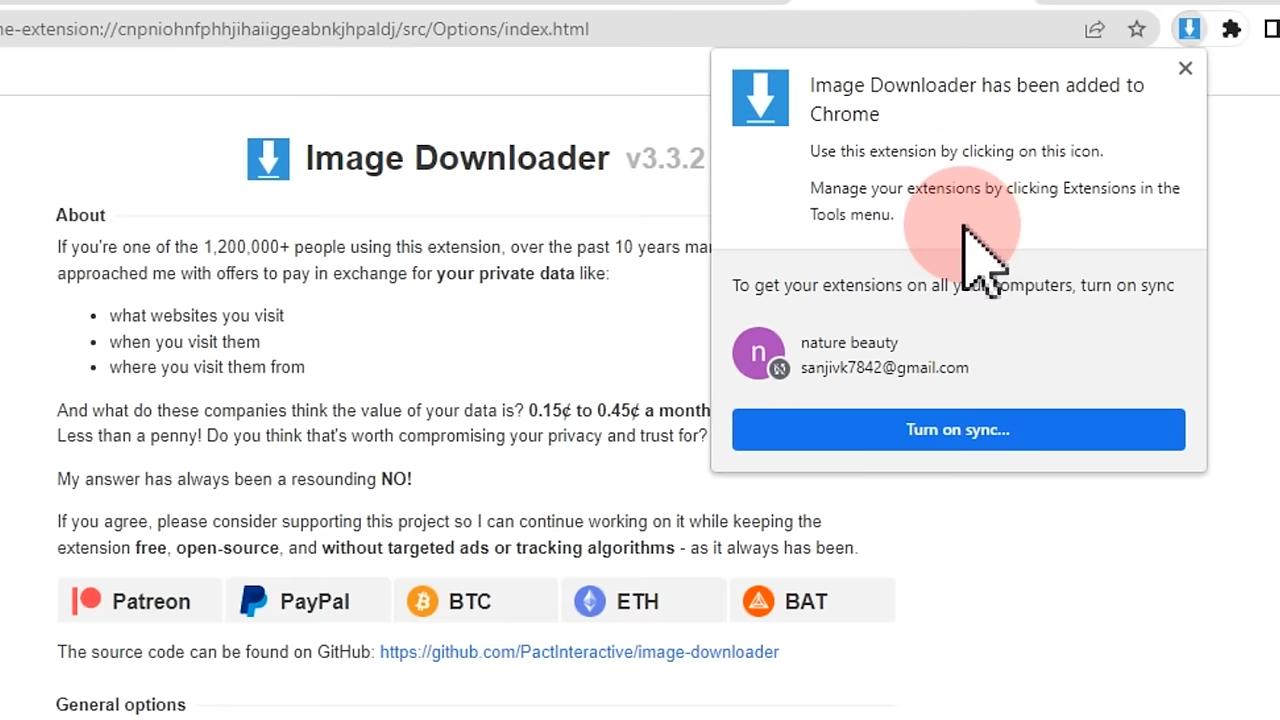 e-extension://cnpniohnfphhjihaiiggeabnkjhpaldj/src/Options/index.html
Image Downloader has been added to
Chrome
Use this extension by clicking on this icon.
Manage your extensions by clicking Extensions in the
Tools menu.
To get your extensions on all your computers, turn on sync
n
nature beauty
sanjivk7842@gmail.com
Turn on sync...
Image Downloader v3.3.2
About
If you're one of the 1,200,000+ people using this extension, over the past 10 years
approached me with offers to pay in exchange for your private data like:
• what websites you visit
• when you visit them
• where you visit them from
And what do these companies think the value of your data is? 0.15¢ to 0.45¢ a month
Less than a penny! Do you think that's worth compromising your privacy and trust for?
My answer has always been a resounding NO!
If you agree, please consider supporting this project so I can continue working on it while keeping the
extension free, open-source, and without targeted ads or tracking algorithms - as it always has been.
Patreon PayPal BTC ETH BAT
The source code can be found on GitHub: https://github.com/PactInteractive/image-downloader
General options